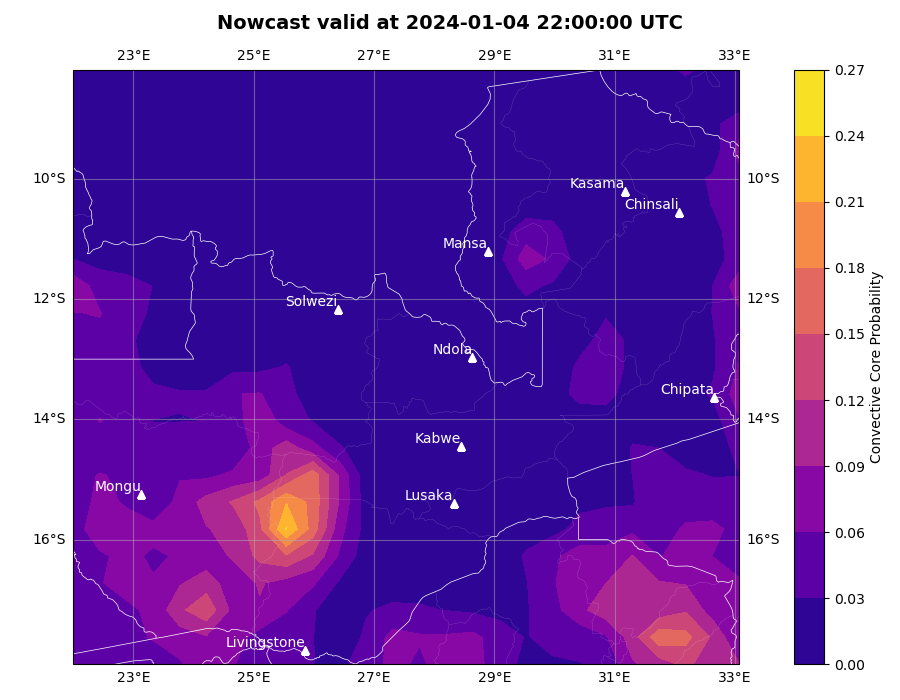 Nowcast valid at 2024-01-04 22:00:00 UTC
23°E 25°E 27°E 29°E 31°E 33°E
0.27
0.24
0.21
0.18
0.15
0.12
0.09
0.06
0.03
0.00
Convective Core Probability
10°S 10°S
12°S 12°S
14°S 14°S
16°S 16°S
Kasama
Chinsali
Mansa
Solwezi
Ndola
Chipata
Kabwe
Mongu
Lusaka
Livingstone
23°E 25°E 27°E 29°E 31°E 33°E